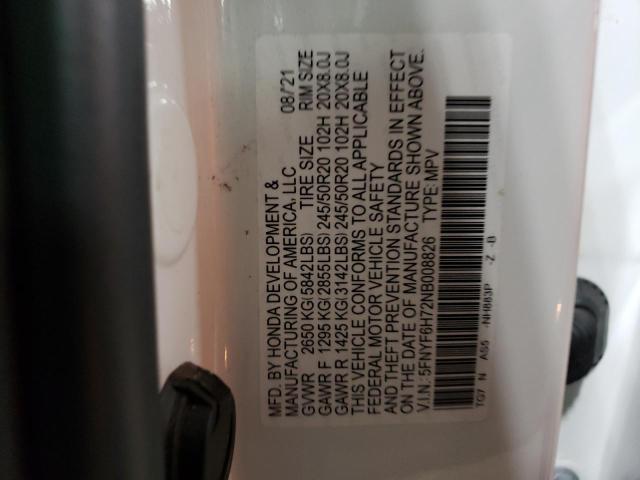 MFD. BY HONDA DEVELOPMENT &
MANUFACTURING OF AMERICA, LLC 08/'21
GVWR 2650 KG(5842LBS) TIRE SIZE RIM SIZE
GAWR F 1295 KG(2855LBS) 245/50R20 102H 20X8.0J
GAWR R 1425 KG(3142LBS) 245/50R20 102H 20X8.0J
THIS VEHICLE CONFORMS TO ALL APPLICABLE
FEDERAL MOTOR VEHICLE SAFETY
AND THEFT PREVENTION STANDARDS IN EFFECT
ON THE DATE OF MANUFACTURE SHOWN ABOVE.
V.I.N.: 5FNYF6H72NB008826 TYPE: MPV
TG7 N A55 -NH883P -Z -B